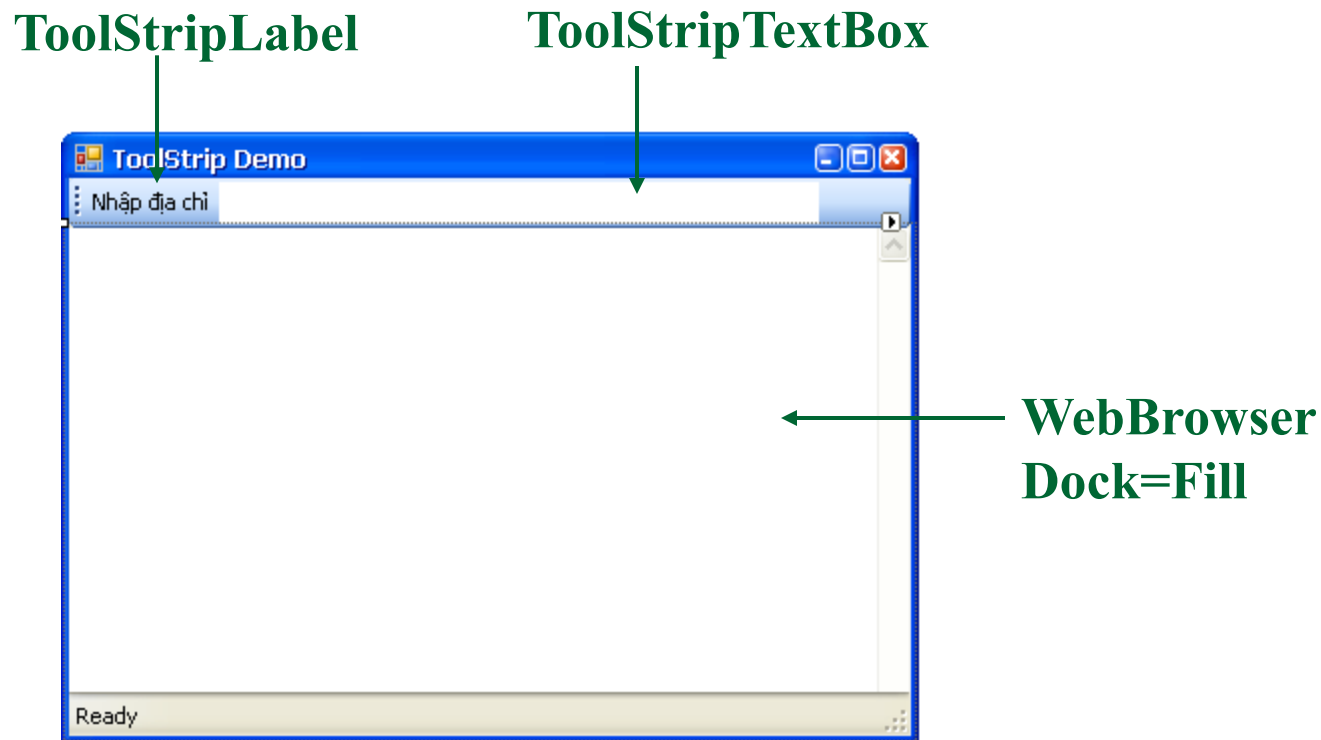 ToolStripLabel
ToolStripTextBox
ToolStrip Demo
Nhập địa chỉ
WebBrowser
Dock=Fill
Ready